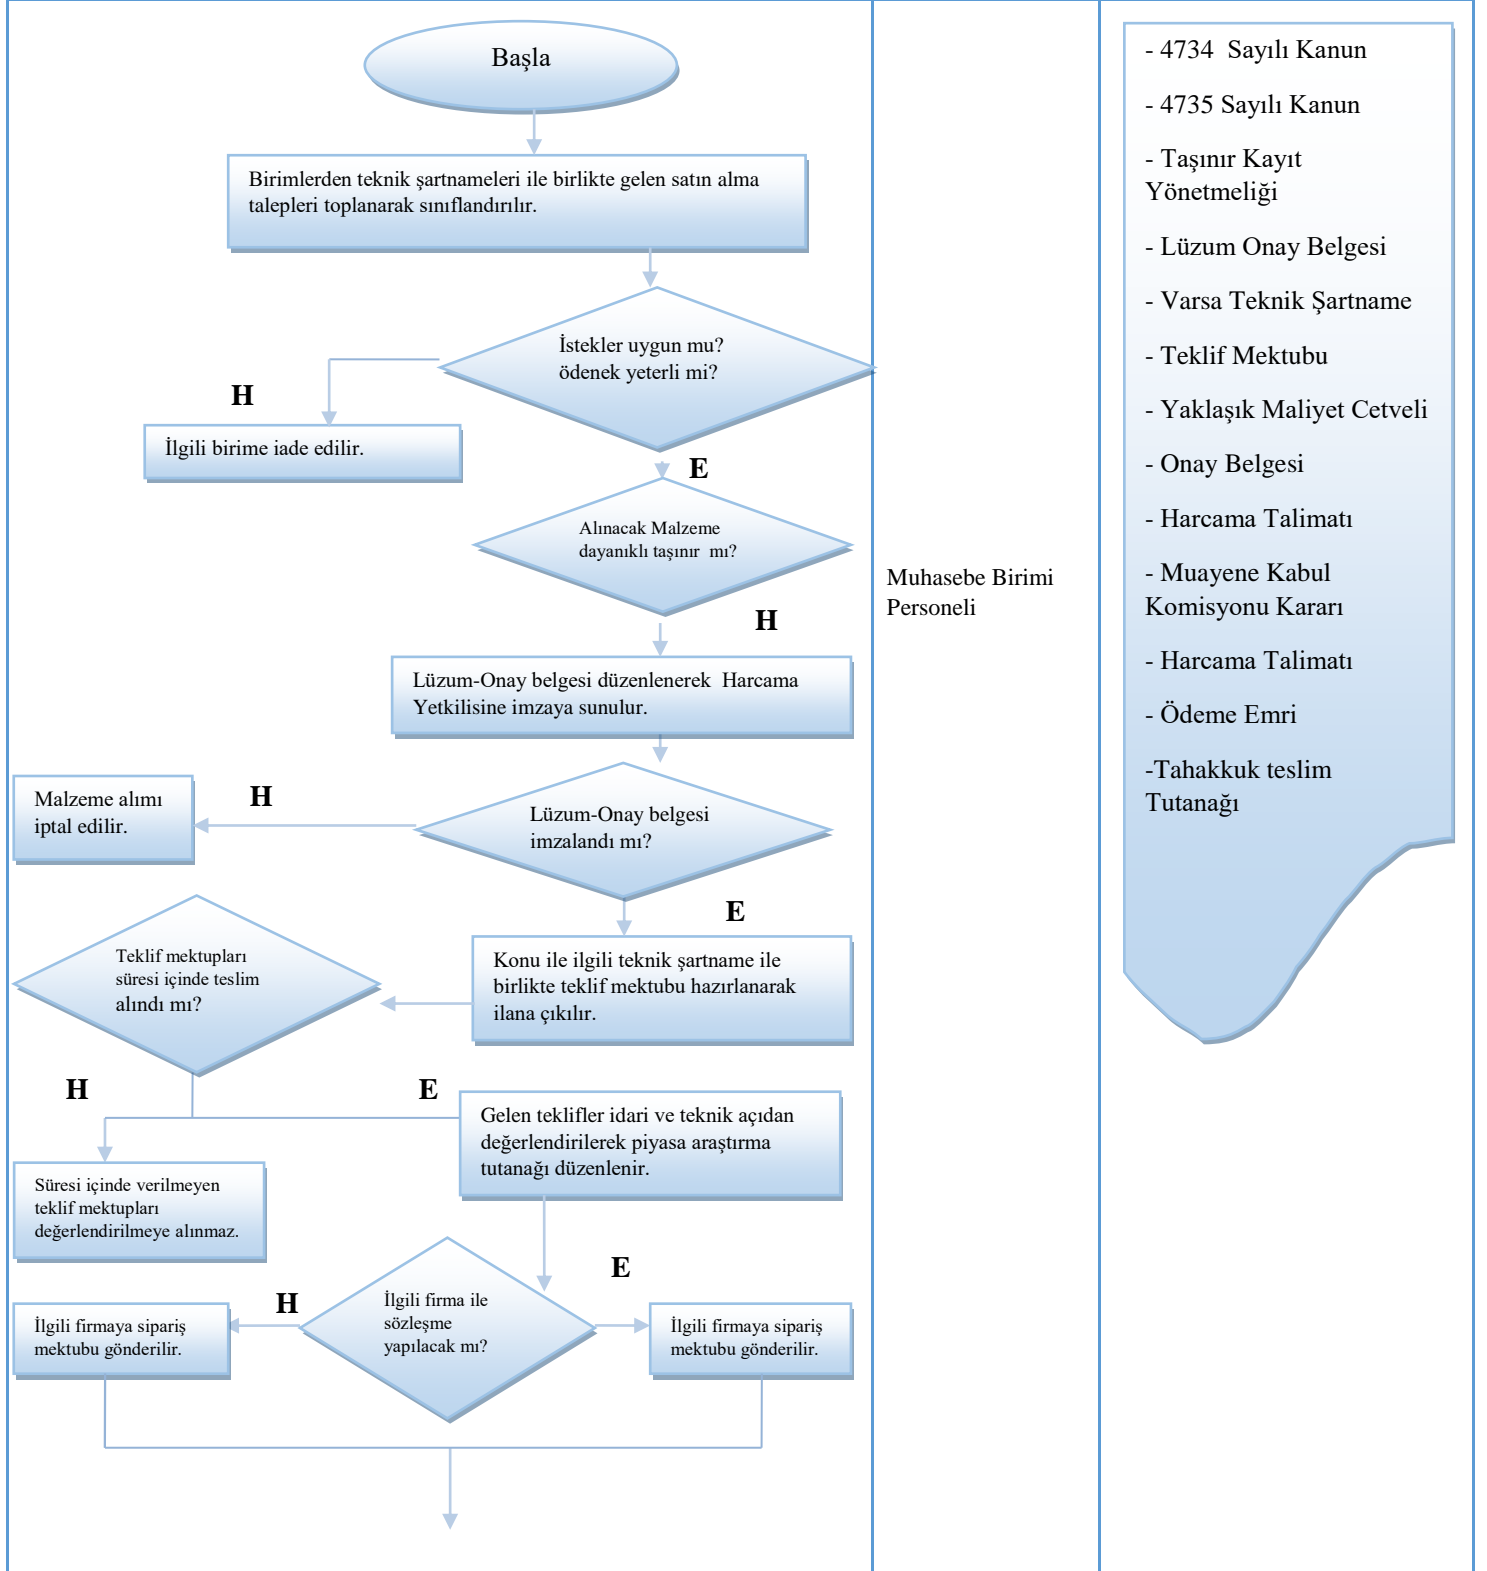 Başla
Birimlerden teknik şartnameleri ile birlikte gelen satın alma
talepleri toplanarak sınıflandırılır.
İstekler uygun mu?
ödenek yeterli mi?
H
İlgili birime iade edilir.
E
Alınacak Malzeme
dayanıklı taşınır mı?
H
Lüzum-Onay belgesi düzenlenerek Harcama
Yetkilisine imzaya sunulur.
Malzeme alımı
iptal edilir.
H
Lüzum-Onay belgesi
imzalandı mı?
E
Teklif mektupları
süresi içinde teslim
alındı mı?
Konu ile ilgili teknik şartname ile
birlikte teklif mektubu hazırlanarak
ilana çıkılır.
H
E
Gelen teklifler idari ve teknik açıdan
değerlendirilerek piyasa araştırma
tutanağı düzenlenir.
Süresi içinde verilmeyen
teklif mektupları
değerlendirilmeye alınmaz.
E
H
İlgili firma ile
sözleşme
yapılacak mı?
İlgili firmaya sipariş
mektubu gönderilir.
İlgili firmaya sipariş
mektubu gönderilir.
Muhasebe Birimi
Personeli
- 4734 Sayılı Kanun
- 4735 Sayılı Kanun
- Taşınır Kayıt
Yönetmeliği
- Lüzum Onay Belgesi
- Varsa Teknik Şartname
- Teklif Mektubu
- Yaklaşık Maliyet Cetveli
- Onay Belgesi
- Harcama Talimatı
- Muayene Kabul
Komisyonu Kararı
- Harcama Talimatı
- Ödeme Emri
-Tahakkuk teslim
Tutanağı